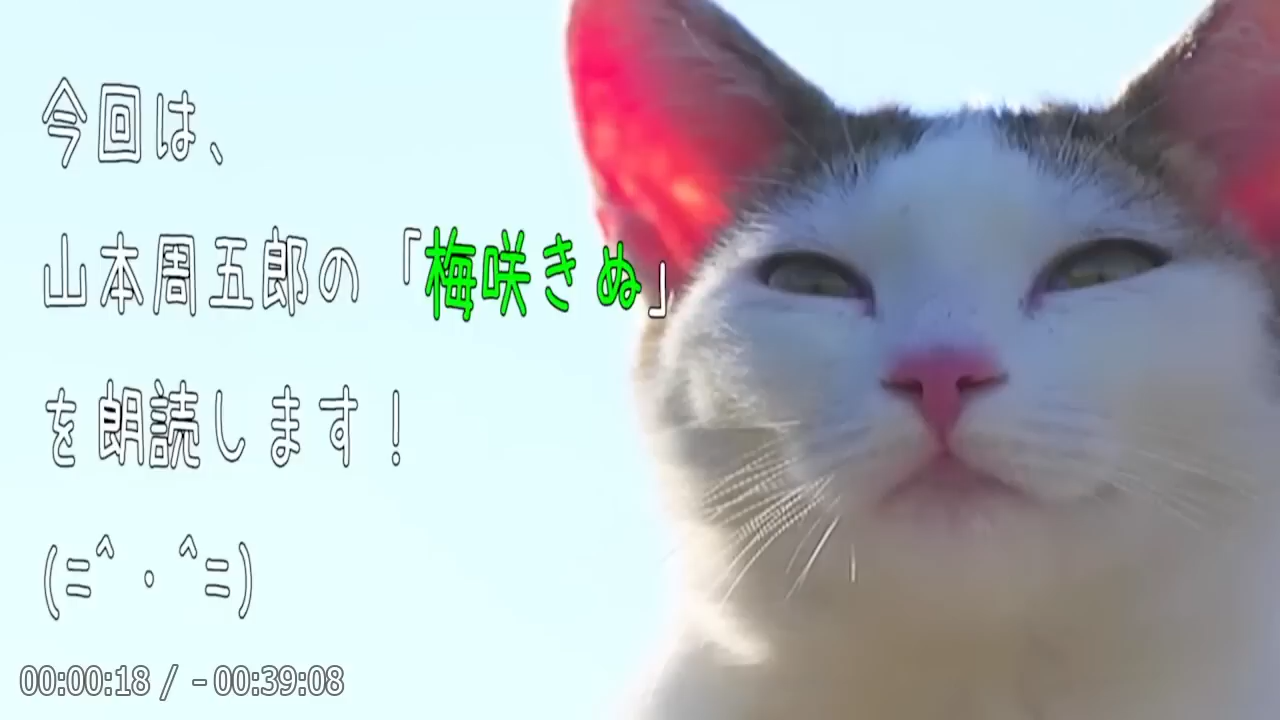 今回は、
山本周五郎の「梅咲きぬ」
を朗読します！
(=^・^=)
00:00:18 / -00:39:08